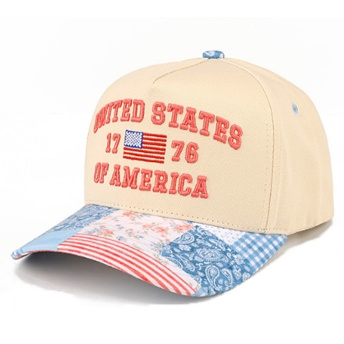 UNITED STATES
17 76
OF AMERICA